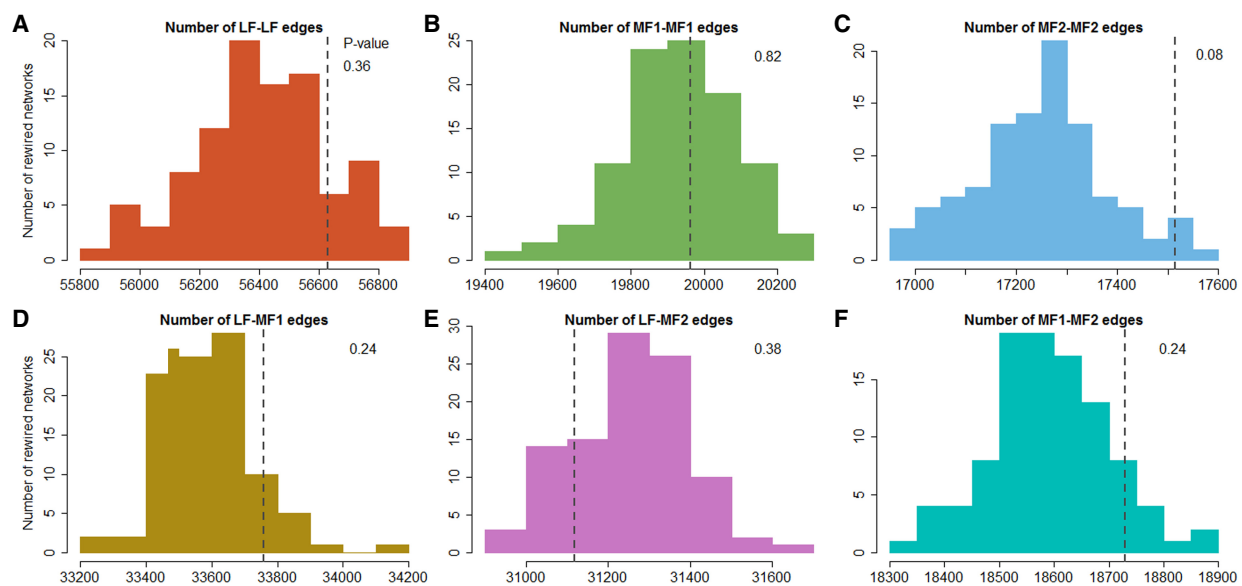 A
Number of LF-LF edges
P-value
0.36
Number of rewired networks
20
15
10
5
0
55800 56000 56200 56400 56600 56800
B
Number of MF1-MF1 edges
0.82
25
20
15
10
5
0
19400 19600 19800 20000 20200
C
Number of MF2-MF2 edges
0.08
20
15
10
5
0
17000 17200 17400 17600
D
Number of LF-MF1 edges
0.24
Number of rewired networks
25
20
15
10
5
0
33200 33400 33600 33800 34000 34200
E
Number of LF-MF2 edges
0.38
30
25
20
15
10
5
0
31000 31200 31400 31600
F
Number of MF1-MF2 edges
0.24
15
10
5
0
18300 18500 18600 18700 18800 18900